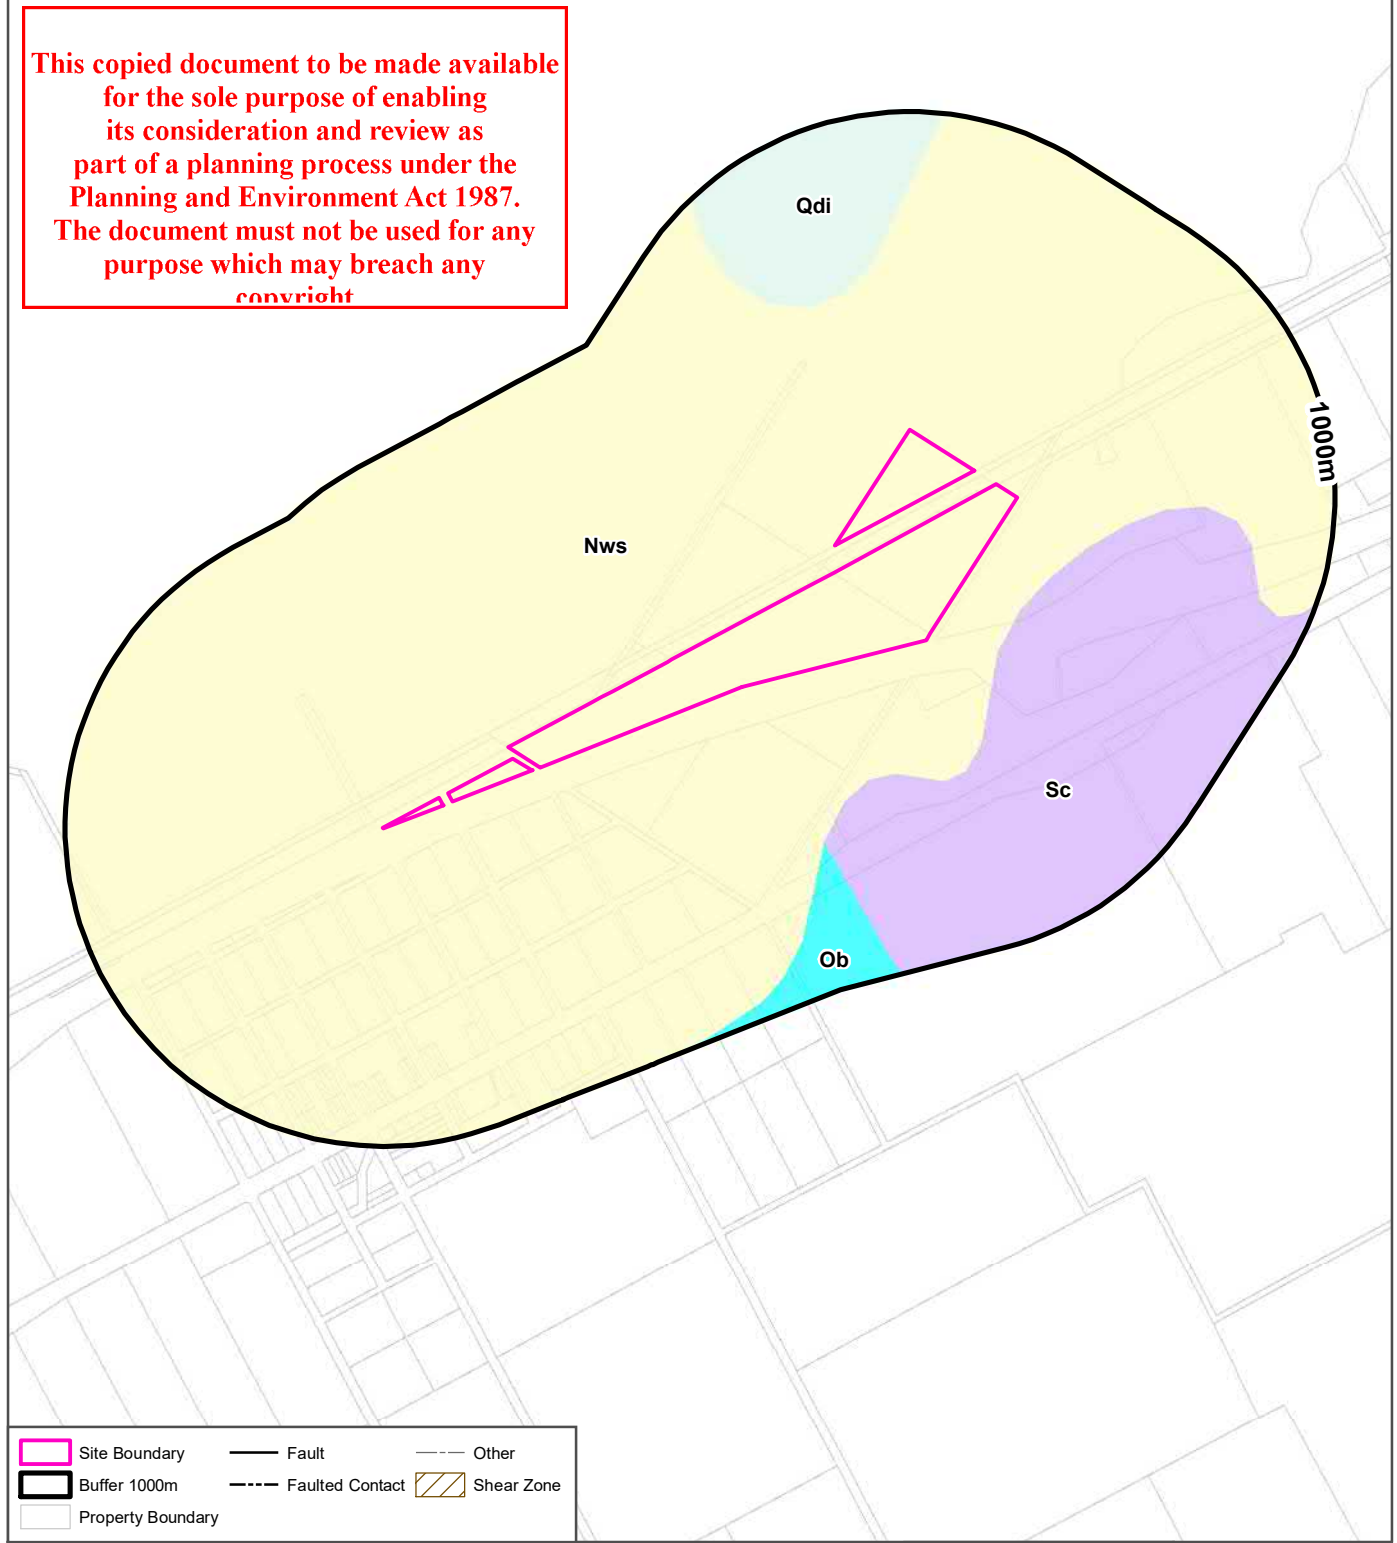 This copied document to be made available
for the sole purpose of enabling
its consideration and review as
part of a planning process under the
Planning and Environment Act 1987.
The document must not be used for any
purpose which may breach any
copyright
Qdi
1000m
Nws
Sc
Ob
Site Boundary
Fault
Other
Buffer 1000m
Faulted Contact
Shear Zone
Property Boundary